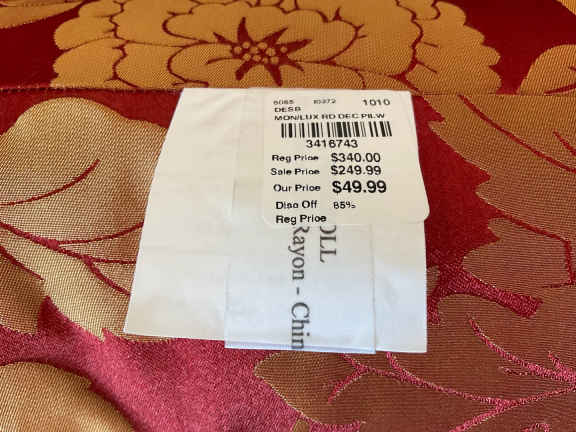 5085 I0372 1010
DESB
MON/LUX RD DEC PILW
3416743
Reg Price $340.00
Sale Price $249.99
Our Price $49.99
Disc Off 85%
Reg Price
OLL
Rayon - Chin